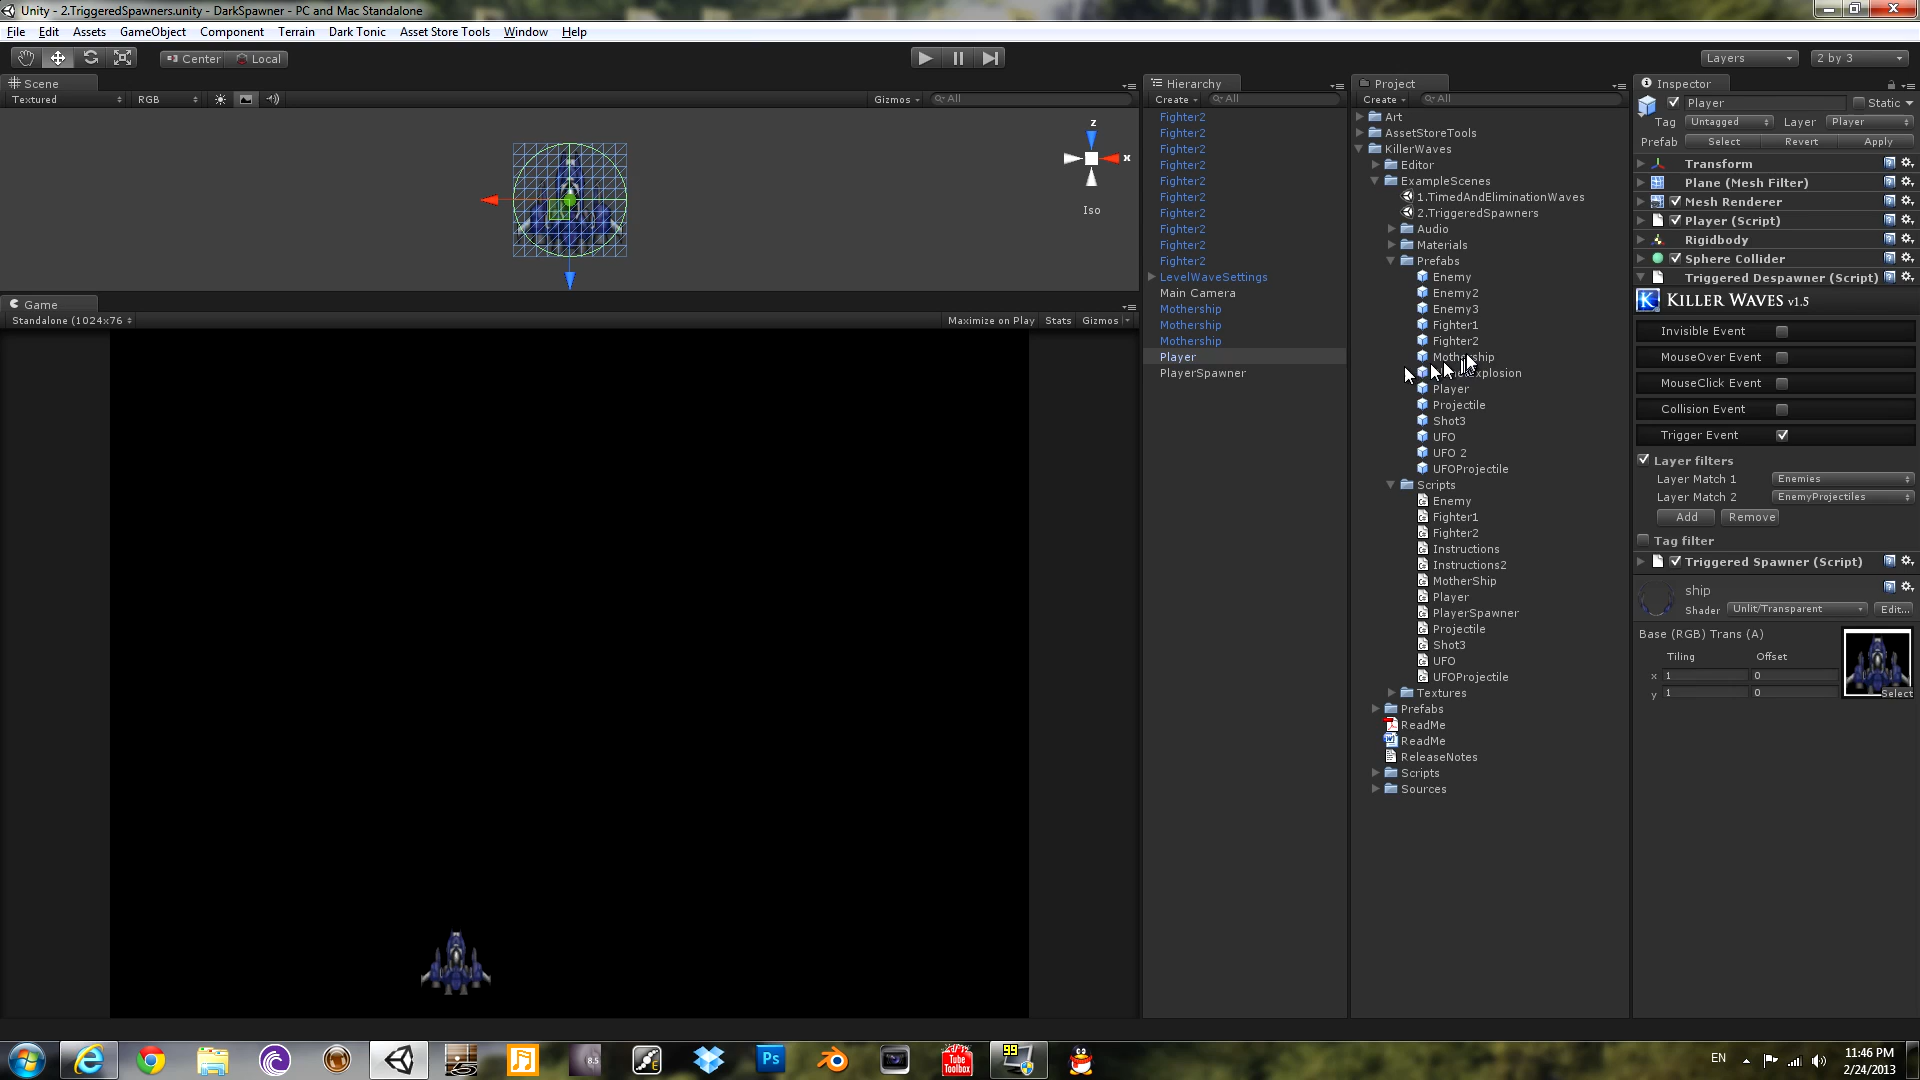 Unity - 2.TriggeredSpawners.unity - DarkSpawner - PC and Mac Standalone
File Edit Assets GameObject Component Terrain Dark Tonic Asset Store Tools Window Help
Center Local
Layers 2 by 3
Scene
Textured RGB Gizmos All
z
x
Iso
Game
Standalone (1024x76 Maximize on Play Stats Gizmos
Hierarchy
Create All
Fighter2
Fighter2
Fighter2
Fighter2
Fighter2
Fighter2
Fighter2
Fighter2
Fighter2
Fighter2
LevelWaveSettings
Main Camera
Mothership
Mothership
Mothership
Player
PlayerSpawner
Project
Create All
Art
AssetStoreTools
KillerWaves
Editor
ExampleScenes
1.TimedAndEliminationWaves
2.TriggeredSpawners
Audio
Materials
Prefabs
Enemy
Enemy2
Enemy3
Fighter1
Fighter2
Mothership
plosion
Player
Projectile
Shot3
UFO
UFO 2
UFOProjectile
Scripts
Enemy
Fighter1
Fighter2
Instructions
Instructions2
MotherShip
Player
PlayerSpawner
Projectile
Shot3
UFO
UFOProjectile
Textures
Prefabs
ReadMe
ReadMe
ReleaseNotes
Scripts
Sources
Inspector
Player Static
Tag Untagged Layer Player
Prefab Select Revert Apply
Transform
Plane (Mesh Filter)
Mesh Renderer
Player (Script)
Rigidbody
Sphere Collider
Triggered Despawner (Script)
K KILLER WAVES v1.5
Invisible Event
MouseOver Event
MouseClick Event
Collision Event
Trigger Event
Layer filters
Layer Match 1 Enemies
Layer Match 2 EnemyProjectiles
Add Remove
Tag filter
Triggered Spawner (Script)
ship
Shader Unlit/Transparent Edit...
Base (RGB) Trans (A)
Tiling Offset
x 1 0
y 1 0
Select
8.5
Ps
Tube Toolbox
99
EN
11:46 PM
2/24/2013